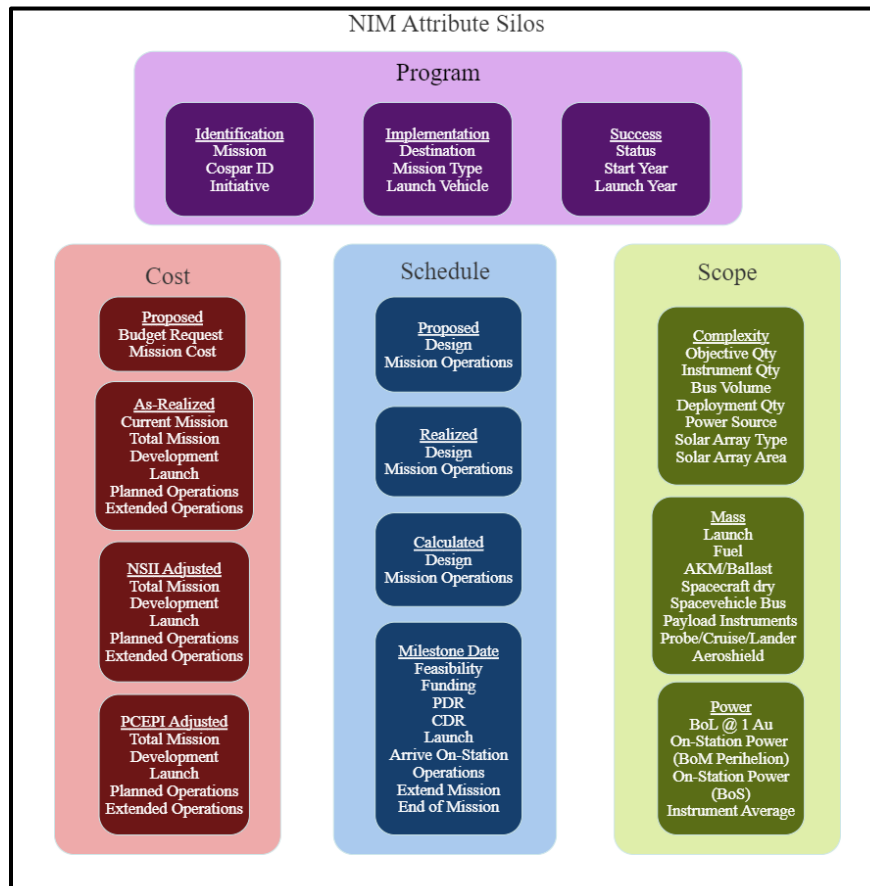 NIM Attribute Silos
Program
Identification
Mission
Cospar ID
Initiative
Implementation
Destination
Mission Type
Launch Vehicle
Success
Status
Start Year
Launch Year
Cost
Proposed
Budget Request
Mission Cost
As-Realized
Current Mission
Total Mission
Development
Launch
Planned Operations
Extended Operations
NSII Adjusted
Total Mission
Development
Launch
Planned Operations
Extended Operations
PCEPI Adjusted
Total Mission
Development
Launch
Planned Operations
Extended Operations
Schedule
Proposed
Design
Mission Operations
Realized
Design
Mission Operations
Calculated
Design
Mission Operations
Milestone Date
Feasibility
Funding
PDR
CDR
Launch
Arrive On-Station
Operations
Extend Mission
End of Mission
Scope
Complexity
Objective Qty
Instrument Qty
Bus Volume
Deployment Qty
Power Source
Solar Array Type
Solar Array Area
Mass
Launch
Fuel
AKM/Ballast
Spacecraft dry
Spacevehicle Bus
Payload Instruments
Probe/Cruise/Lander
Aeroshield
Power
BoL @ 1 Au
On-Station Power
(BoM Perihelion)
On-Station Power
(BoS)
Instrument Average